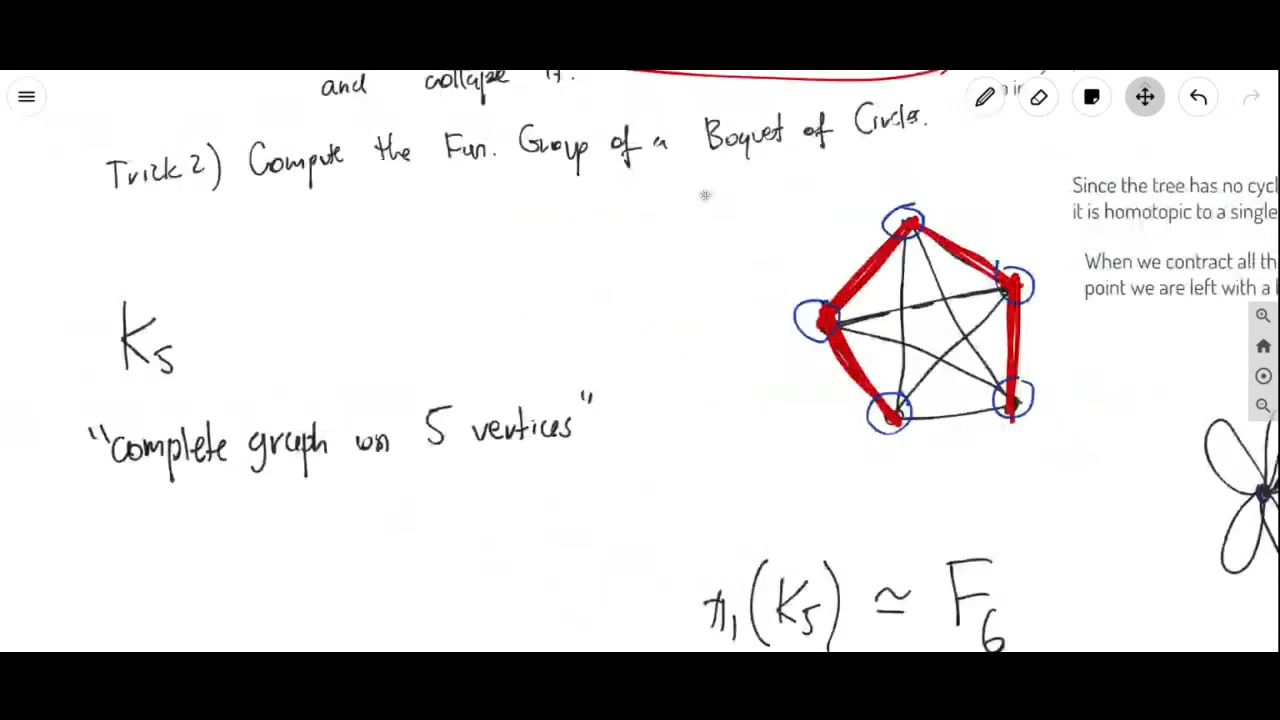 and collapse it.
Trick 2) Compute the Fun. Group of a Boquet of Circles.
Since the tree has no cycl
it is homotopic to a single
When we contract all th
point we are left with a
K5
"complete graph on 5 vertices"
π₁(K₅) ≃ F₆